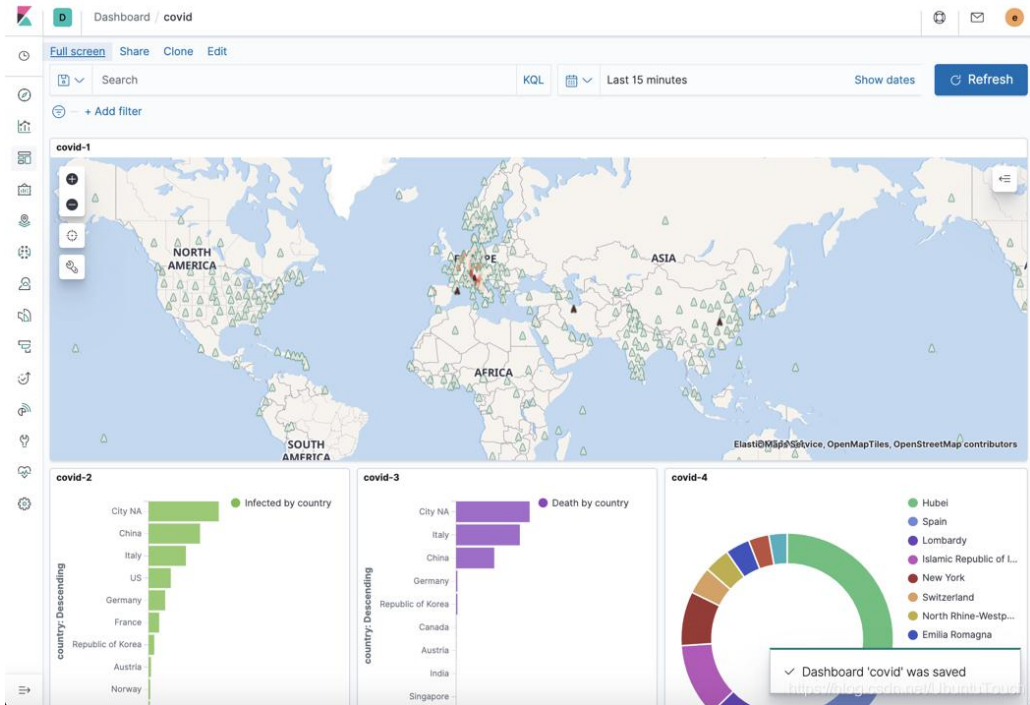 D Dashboard / covid e
Full screen Share Clone Edit
Search KQL Last 15 minutes Show dates Refresh
+ Add filter
covid-1
NORTH
AMERICA
ASIA
AFRICA
SOUTH
AMERICA
OpenMapTiles, OpenStreetMap contributors
covid-2
Infected by country
City NA
China
Italy
US
Germany
France
Republic of Korea
Austria
Norway
country: Descending
covid-3
Death by country
City NA
Italy
China
Germany
Republic of Korea
Canada
Austria
India
Singapore
country: Descending
covid-4
Hubei
Spain
Lombardy
Islamic Republic of I...
New York
Switzerland
North Rhine-Westp...
Emilia Romagna
Dashboard 'covid' was saved